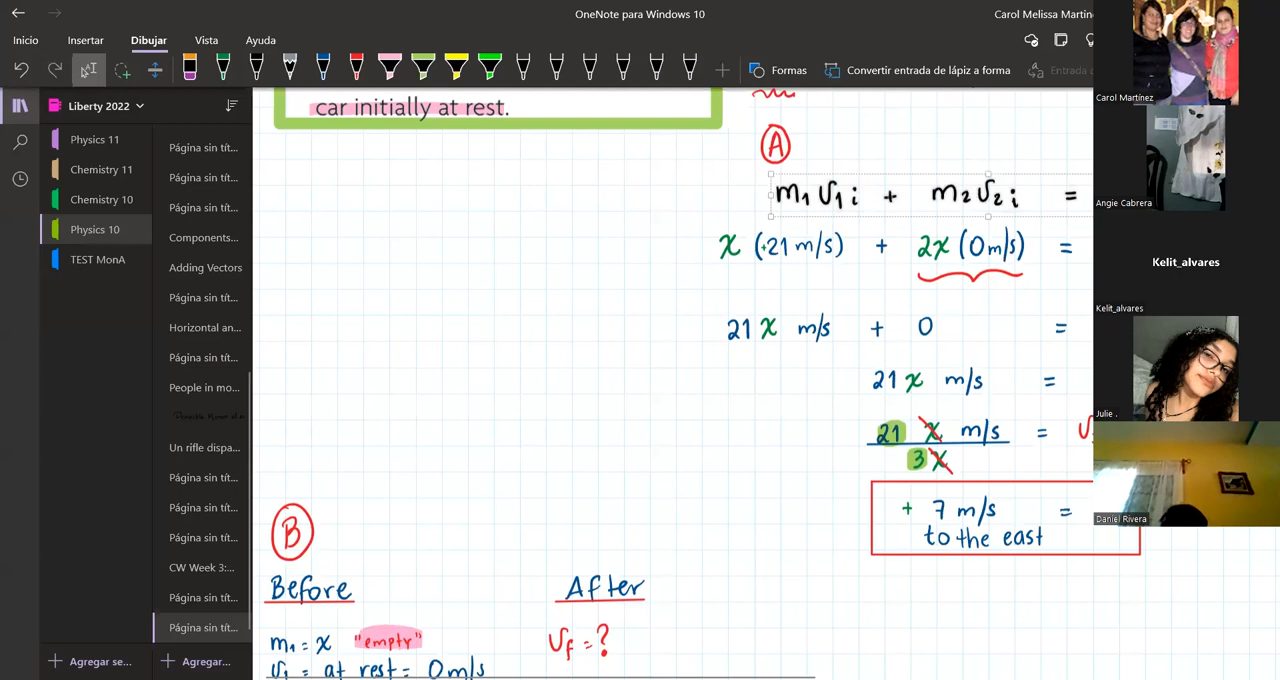 OneNote para Windows 10
Carol Melissa Martín
Inicio
Insertar
Dibujar
Vista
Ayuda
Formas
Convertir entrada de lápiz a forma
Entrada
Liberty 2022
Physics 11
Chemistry 11
Chemistry 10
Physics 10
TEST MonA
Agregar se...
Página sin tít...
Página sin tít...
Página sin tít...
Components...
Adding Vectors
Página sin tít...
Horizontal an...
Página sin tít...
People in mo...
Un rifle dispa...
Página sin tít...
Página sin tít...
Página sin tít...
CW Week 3:...
Página sin tít...
Página sin tít...
Agregar...
car initially at rest.
A
m₁ v₁i + m₂ v₂i =
x (+21 m/s) + 2x (0 m/s) =
21 x m/s + 0 =
21 x m/s =
21 x m/s = v
3 x
+ 7 m/s =
to the east
B
Before After
m₁ = x "empty" vf = ?
v₁ = at rest = 0 m/s
Carol Martínez
Angie Cabrera
Kelit_alvares
Kelit_alvares
Julie .
Daniel Rivera